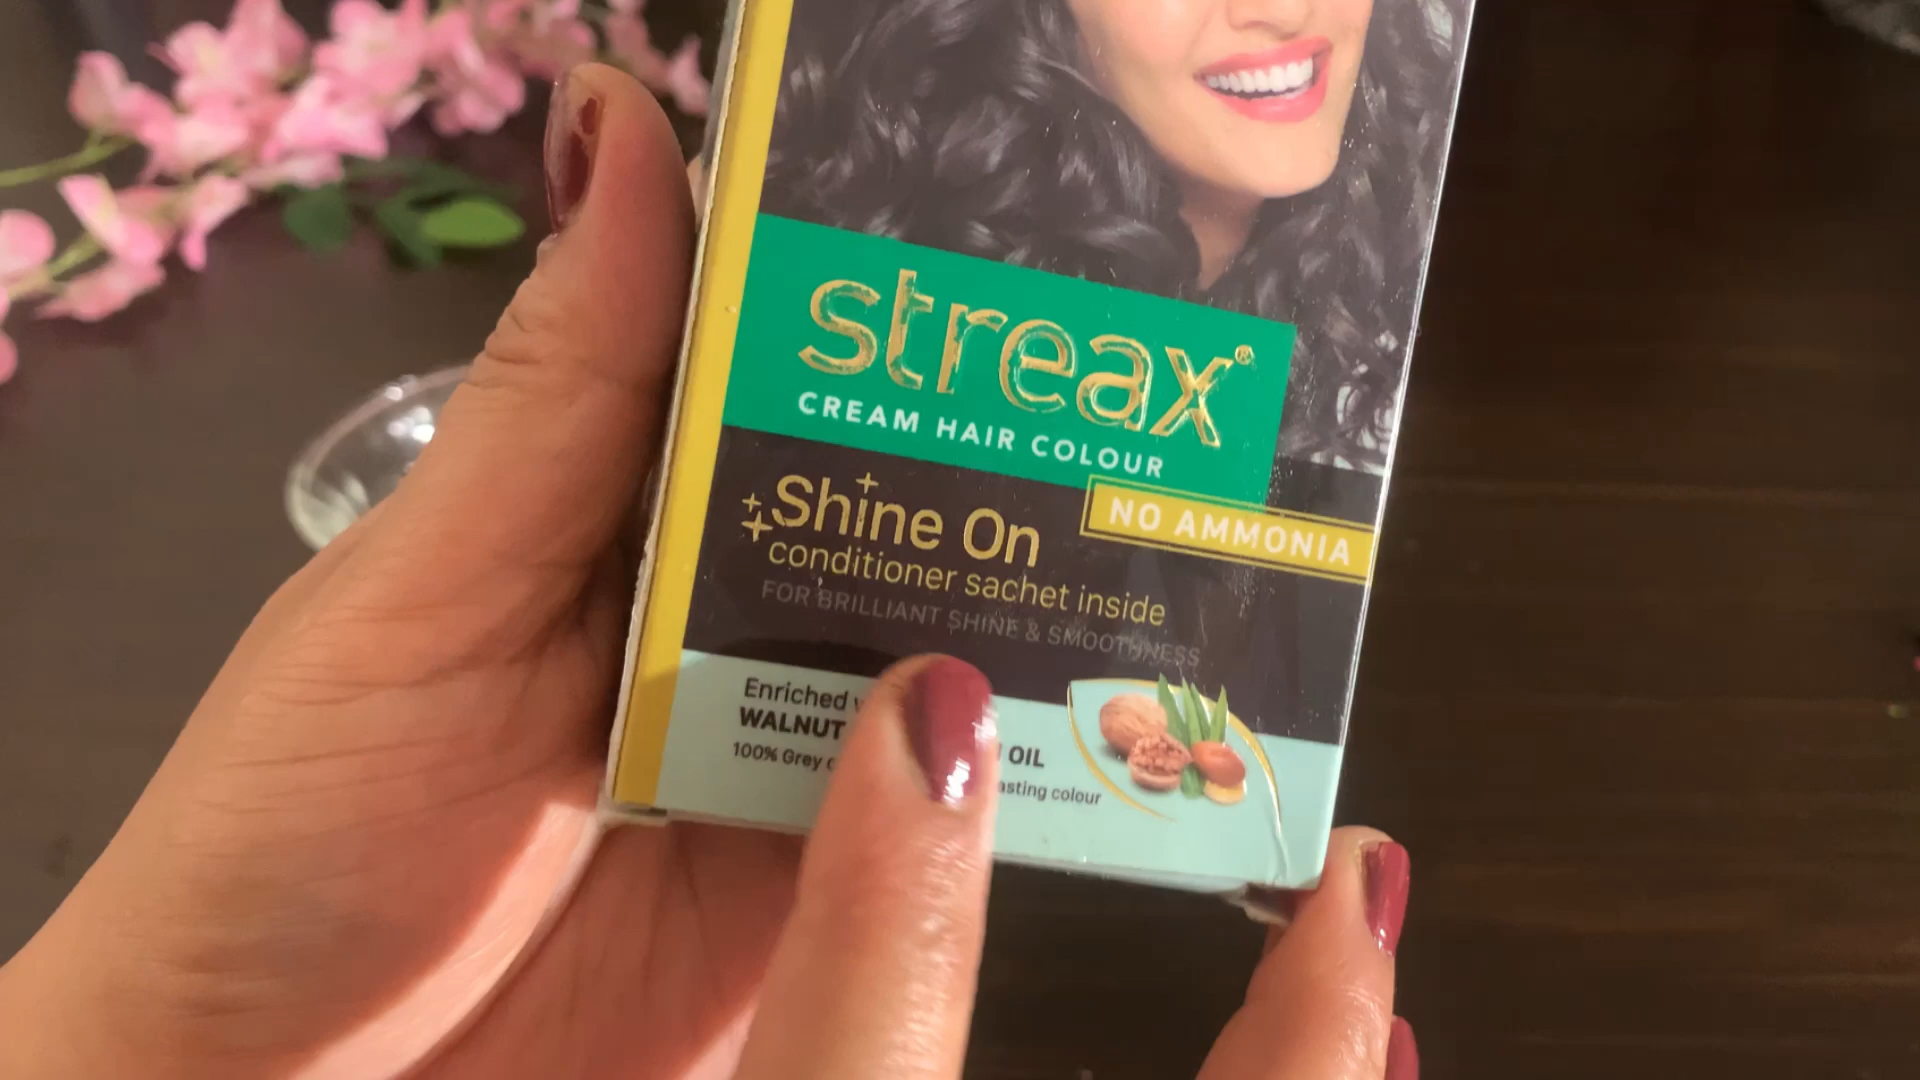 streax®
CREAM HAIR COLOUR
NO AMMONIA
Shine On
conditioner sachet inside
FOR BRILLIANT SHINE & SMOOTHNESS
Enriched
WALNUT OIL
100% Grey colour